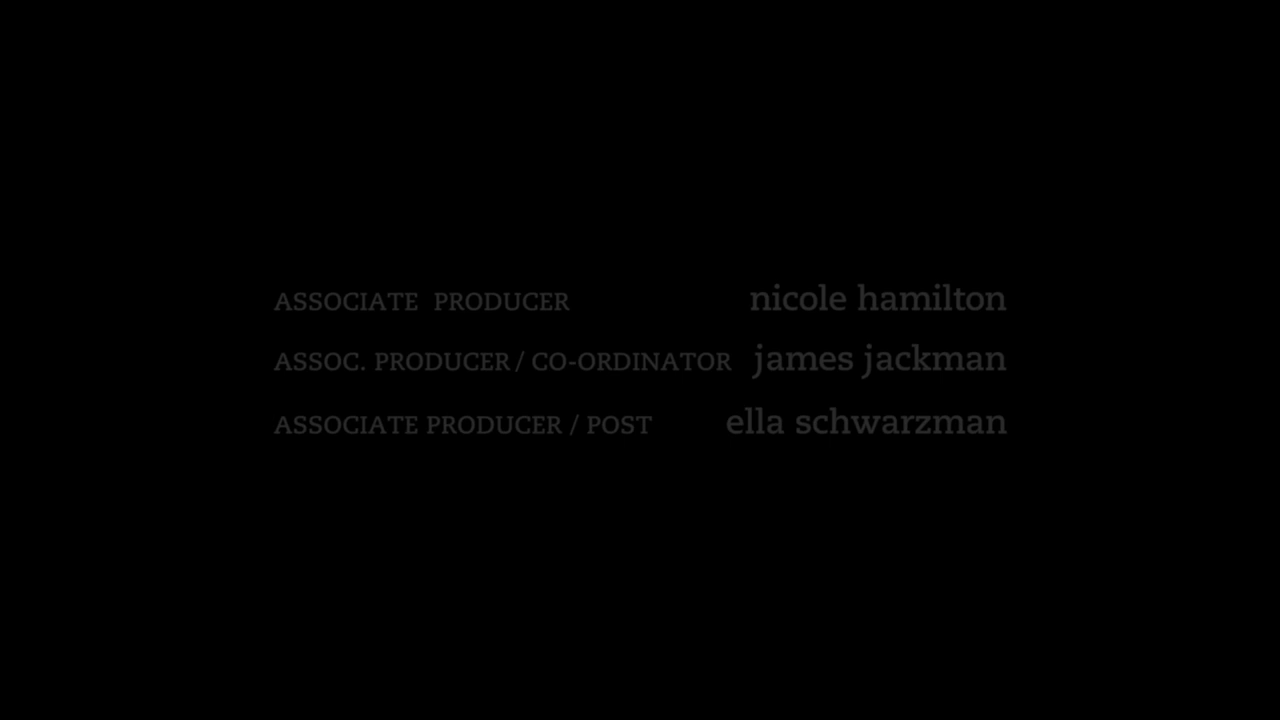 ASSOCIATE PRODUCER nicole hamilton
ASSOC. PRODUCER / CO-ORDINATOR james jackman
ASSOCIATE PRODUCER / POST ella schwarzman